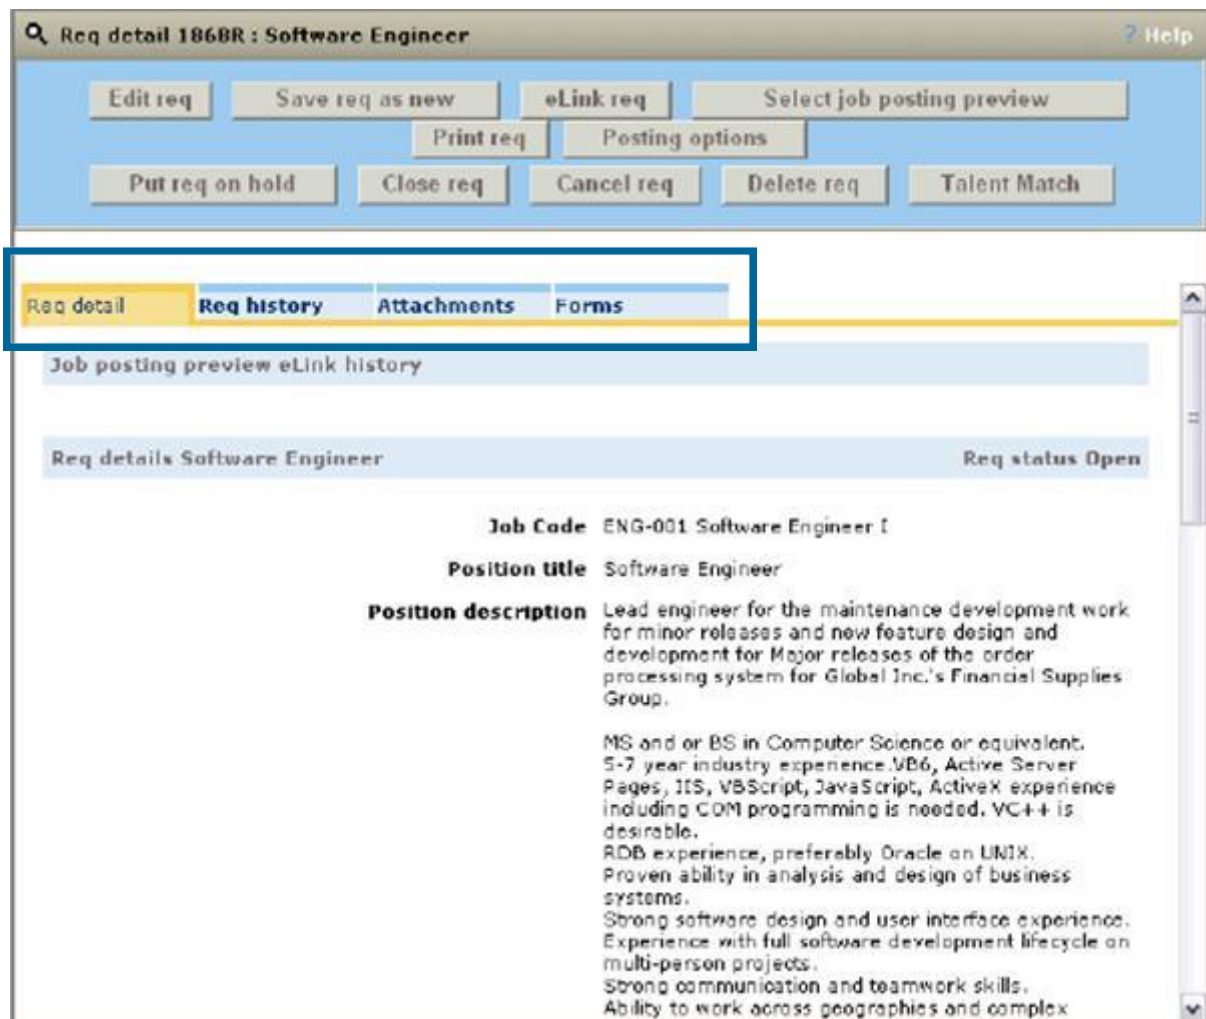 Req detail 186BR : Software Engineer ? Help
Edit req Save req as new eLink req Select job posting preview
Print req Posting options
Put req on hold Close req Cancel req Delete req Talent Match
Req detail Req history Attachments Forms
Job posting preview eLink history
Req details Software Engineer Req status Open
Job Code ENG-001 Software Engineer I
Position title Software Engineer
Position description Lead engineer for the maintenance development work
for minor releases and new feature design and
development for Major releases of the order
processing system for Global Inc.'s Financial Supplies
Group.
MS and or BS in Computer Science or equivalent.
5-7 year industry experience.VB6, Active Server
Pages, IIS, VBScript, JavaScript, ActiveX experience
including COM programming is needed. VC++ is
desirable.
RDB experience, preferably Oracle on UNIX.
Proven ability in analysis and design of business
systems.
Strong software design and user interface experience.
Experience with full software development lifecycle on
multi-person projects.
Strong communication and teamwork skills.
Ability to work across geographies and complex